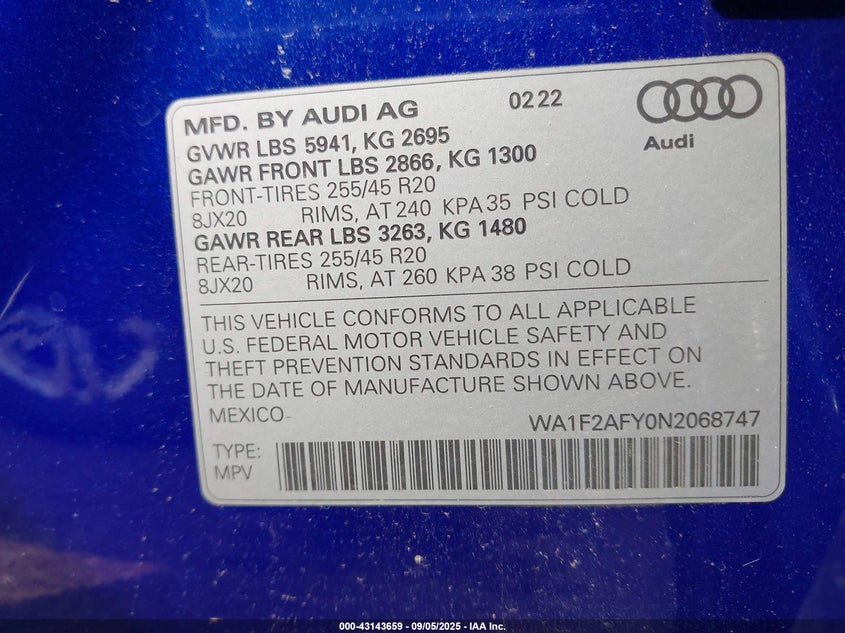 MFD. BY AUDI AG 02 22
Audi
GVWR LBS 5941, KG 2695
GAWR FRONT LBS 2866, KG 1300
FRONT-TIRES 255/45 R20
8JX20 RIMS, AT 240 KPA 35 PSI COLD
GAWR REAR LBS 3263, KG 1480
REAR-TIRES 255/45 R20
8JX20 RIMS, AT 260 KPA 38 PSI COLD
THIS VEHICLE CONFORMS TO ALL APPLICABLE
U.S. FEDERAL MOTOR VEHICLE SAFETY AND
THEFT PREVENTION STANDARDS IN EFFECT ON
THE DATE OF MANUFACTURE SHOWN ABOVE.
MEXICO
WA1F2AFY0N2068747
TYPE:
MPV
000-43143659 - 09/05/2025 - IAA Inc.